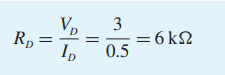 R_D = V_D / I_D = 3 / 0.5 = 6 kΩ